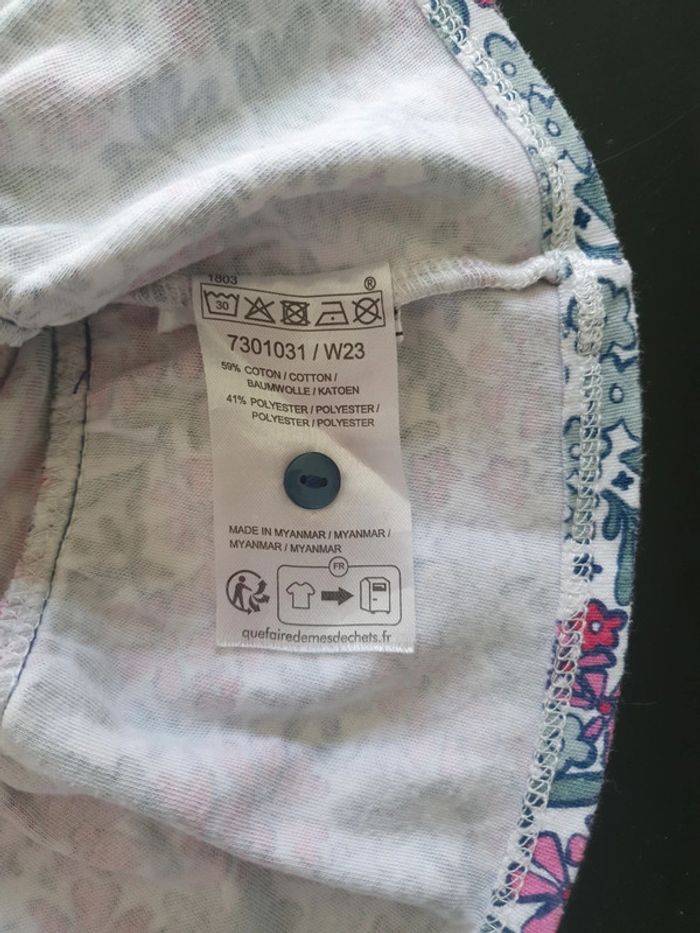 1803
®
30
7301031 / W23
59% COTON / COTTON /
BAUMWOLLE / KATOEN
41% POLYESTER / POLYESTER /
POLYESTER / POLYESTER
MADE IN MYANMAR / MYANMAR /
MYANMAR / MYANMAR
FR
quefairedemesdechets.fr